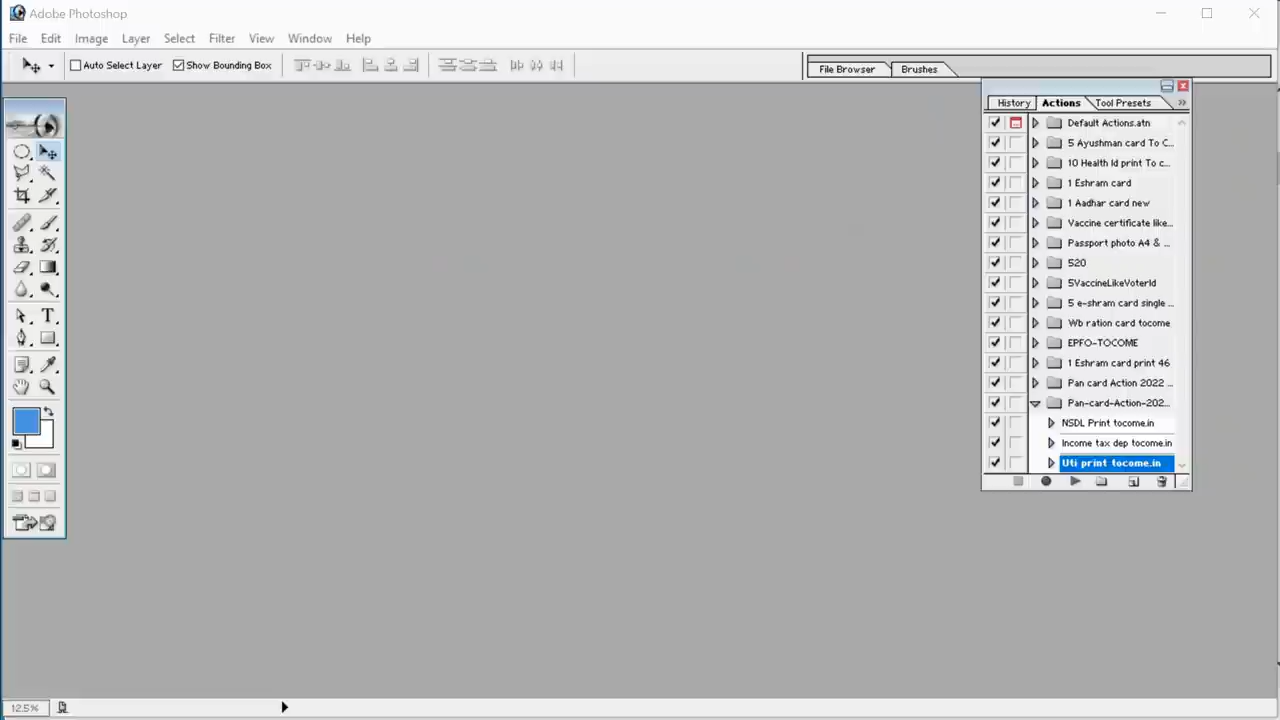 Adobe Photoshop
File Edit Image Layer Select Filter View Window Help
Auto Select Layer Show Bounding Box File Browser Brushes
History Actions Tool Presets
Default Actions.atn
5 Ayushman card To C...
10 Health Id print To c...
1 Eshram card
1 Aadhar card new
Vaccine certificate like...
Passport photo A4 & ...
520
5VaccineLikeVoterId
5 e-shram card single ...
Wb ration card tocome
EPFO-TOCOME
1 Eshram card print 46
Pan card Action 2022 ...
Pan-card-Action-202...
NSDL Print tocome.in
Income tax dep tocome.in
Uti print tocome.in
12.5%